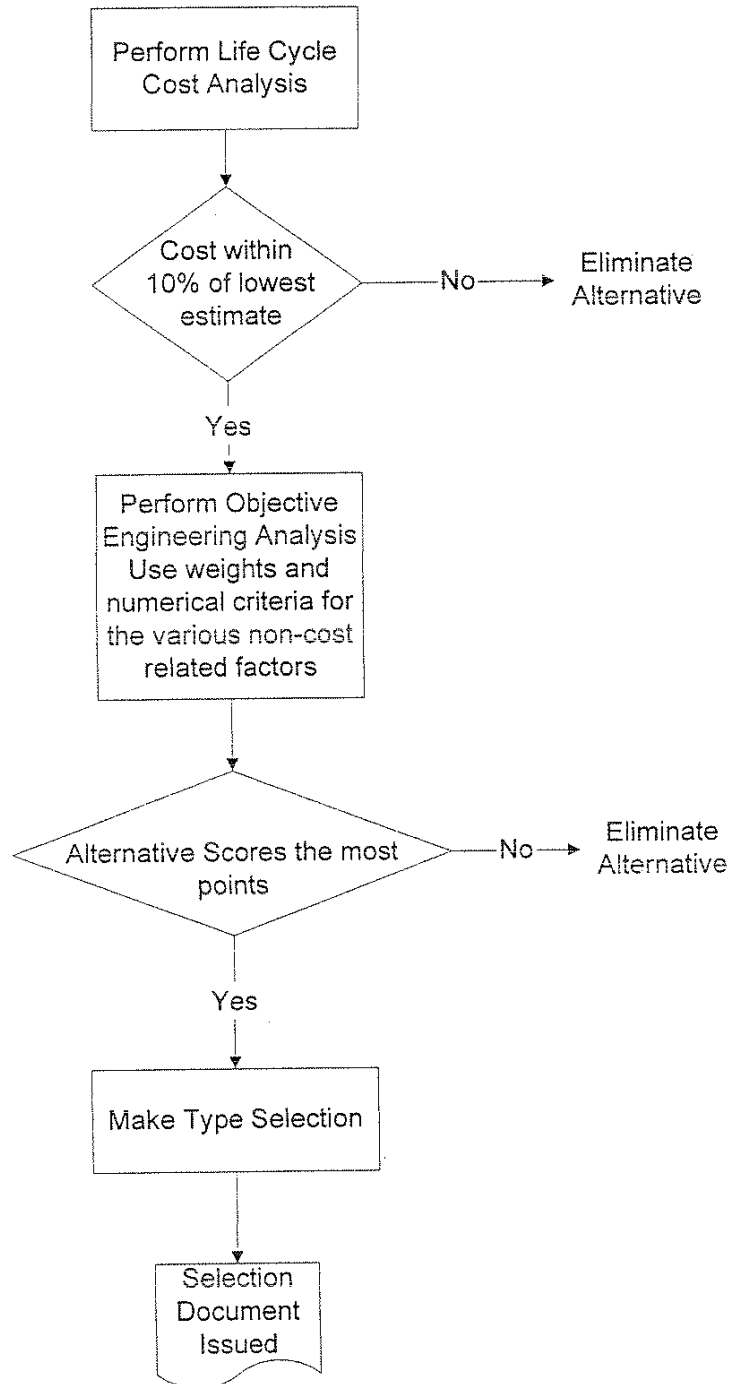 Perform Life Cycle
Cost Analysis
Cost within
10% of lowest
estimate
No
Eliminate
Alternative
Yes
Perform Objective
Engineering Analysis
Use weights and
numerical criteria for
the various non-cost
related factors
Alternative Scores the most
points
No
Eliminate
Alternative
Yes
Make Type Selection
Selection
Document
Issued